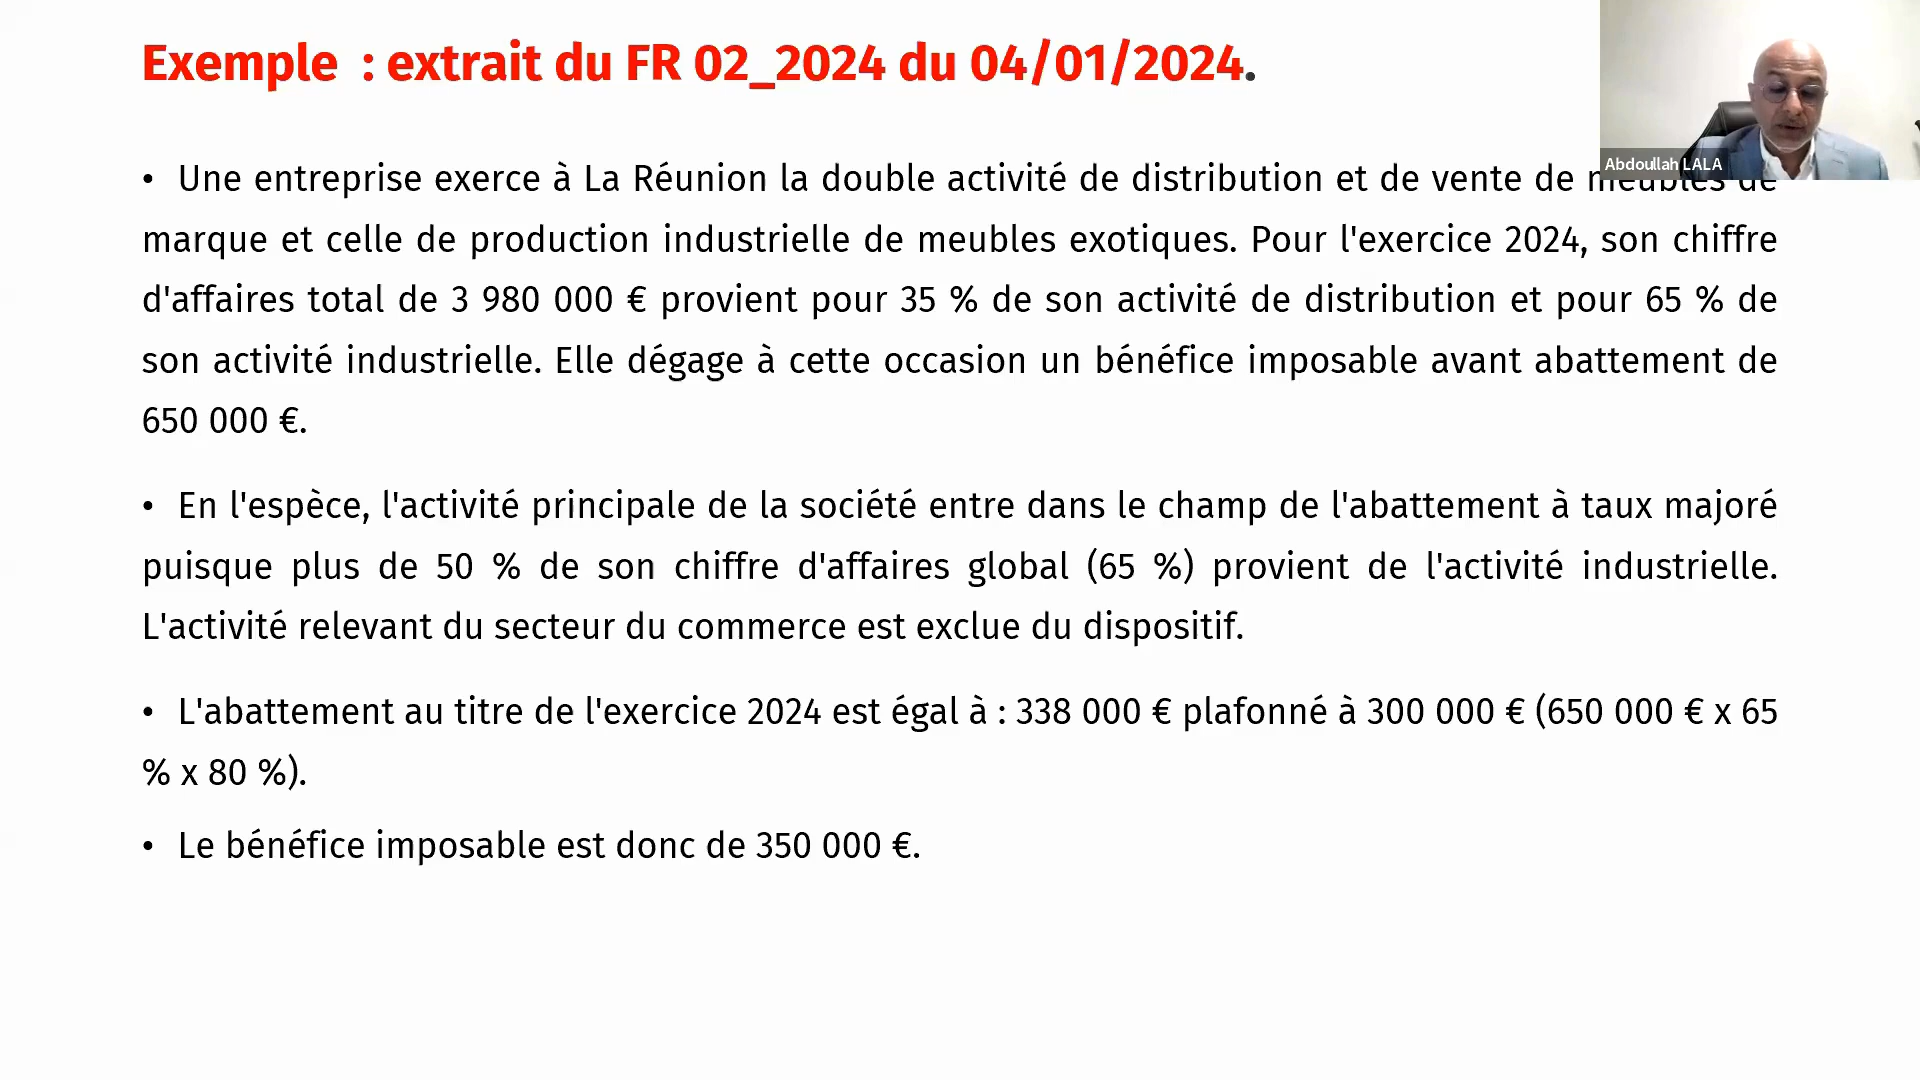 Exemple : extrait du FR 02_2024 du 04/01/2024.
Abdoullah LALA
• Une entreprise exerce à La Réunion la double activité de distribution et de vente de meubles de
marque et celle de production industrielle de meubles exotiques. Pour l'exercice 2024, son chiffre
d'affaires total de 3 980 000 € provient pour 35 % de son activité de distribution et pour 65 % de
son activité industrielle. Elle dégage à cette occasion un bénéfice imposable avant abattement de
650 000 €.
• En l'espèce, l'activité principale de la société entre dans le champ de l'abattement à taux majoré
puisque plus de 50 % de son chiffre d'affaires global (65 %) provient de l'activité industrielle.
L'activité relevant du secteur du commerce est exclue du dispositif.
• L'abattement au titre de l'exercice 2024 est égal à : 338 000 € plafonné à 300 000 € (650 000 € x 65
% x 80 %).
• Le bénéfice imposable est donc de 350 000 €.